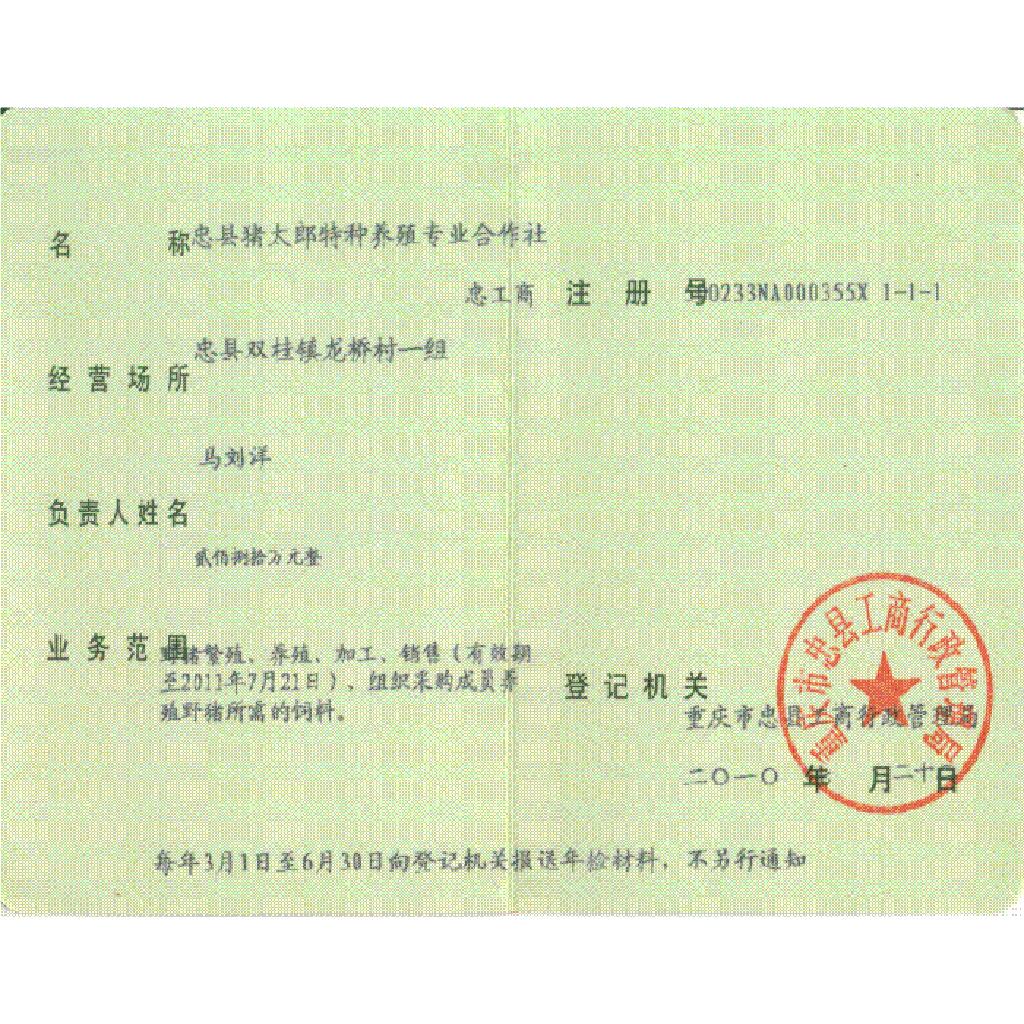 名 称 忠县猪大郎特种养殖专业合作社
忠工商 注 册 号 0233NA000355X 1-1-1
忠县双桂镇龙桥村一组
经营场所
马刘洋
负责人姓名
贰佰捌拾万元整
业务范围 野猪繁殖、养殖、加工、销售(有效期
至2011年7月21日)、组织采购成员养
殖野猪所需的饲料。
登记机关
重庆市忠县工商行政管理局
二〇一〇 年 月二十 日
每年3月1日至6月30日向登记机关报送年检材料,不另行通知
重庆市忠县工商行政管理局